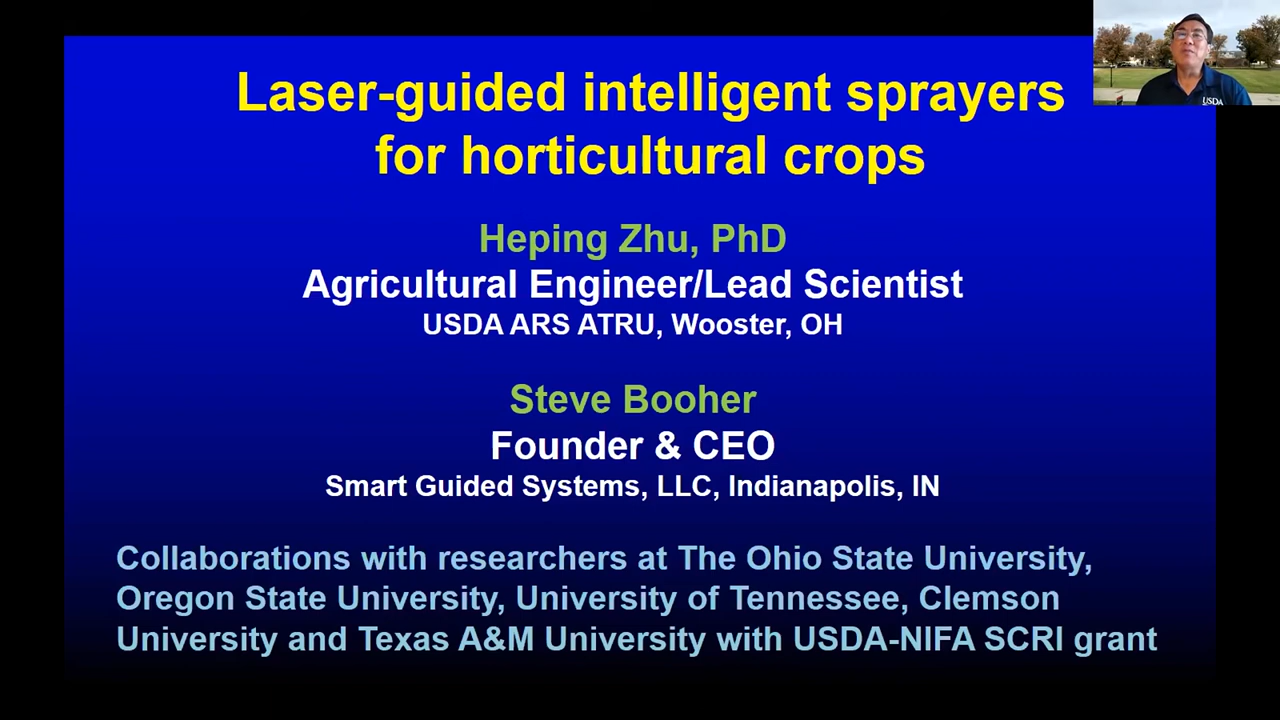 Laser-guided intelligent sprayers
for horticultural crops
Heping Zhu, PhD
Agricultural Engineer/Lead Scientist
USDA ARS ATRU, Wooster, OH
Steve Booher
Founder & CEO
Smart Guided Systems, LLC, Indianapolis, IN
Collaborations with researchers at The Ohio State University,
Oregon State University, University of Tennessee, Clemson
University and Texas A&M University with USDA-NIFA SCRI grant
USDA